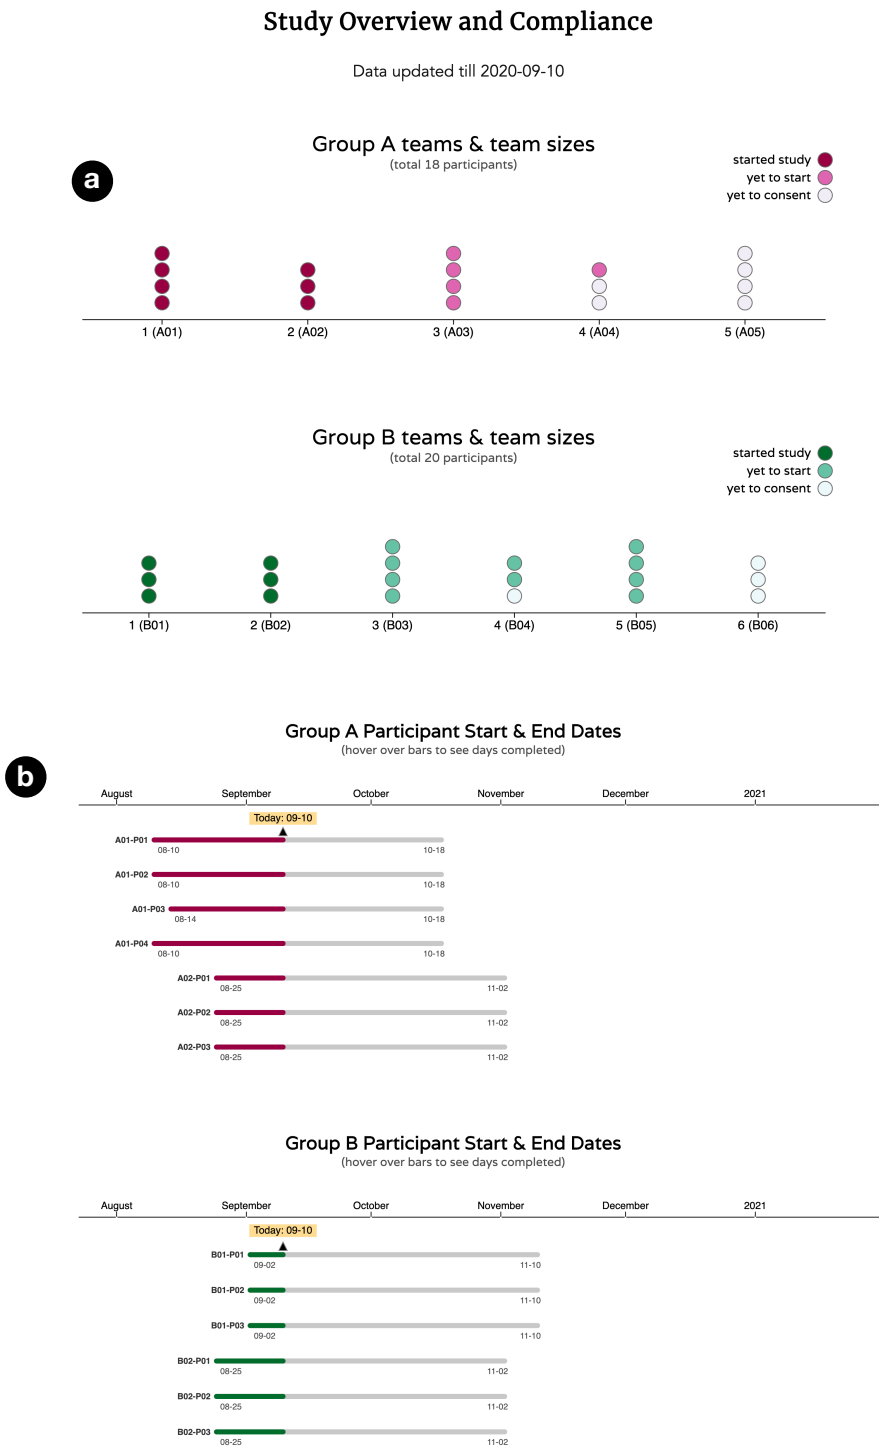 Study Overview and Compliance
Data updated till 2020-09-10
a
Group A teams & team sizes
(total 18 participants)
started study
yet to start
yet to consent
1 (A01) 2 (A02) 3 (A03) 4 (A04) 5 (A05)
Group B teams & team sizes
(total 20 participants)
started study
yet to start
yet to consent
1 (B01) 2 (B02) 3 (B03) 4 (B04) 5 (B05) 6 (B06)
b
Group A Participant Start & End Dates
(hover over bars to see days completed)
August September October November December 2021
Today: 09-10
A01-P01
08-10 10-18
A01-P02
08-10 10-18
A01-P03
08-14 10-18
A01-P04
08-10 10-18
A02-P01
08-25 11-02
A02-P02
08-25 11-02
A02-P03
08-25 11-02
Group B Participant Start & End Dates
(hover over bars to see days completed)
August September October November December 2021
Today: 09-10
B01-P01
09-02 11-10
B01-P02
09-02 11-10
B01-P03
09-02 11-10
B02-P01
08-25 11-02
B02-P02
08-25 11-02
B02-P03
08-25 11-02